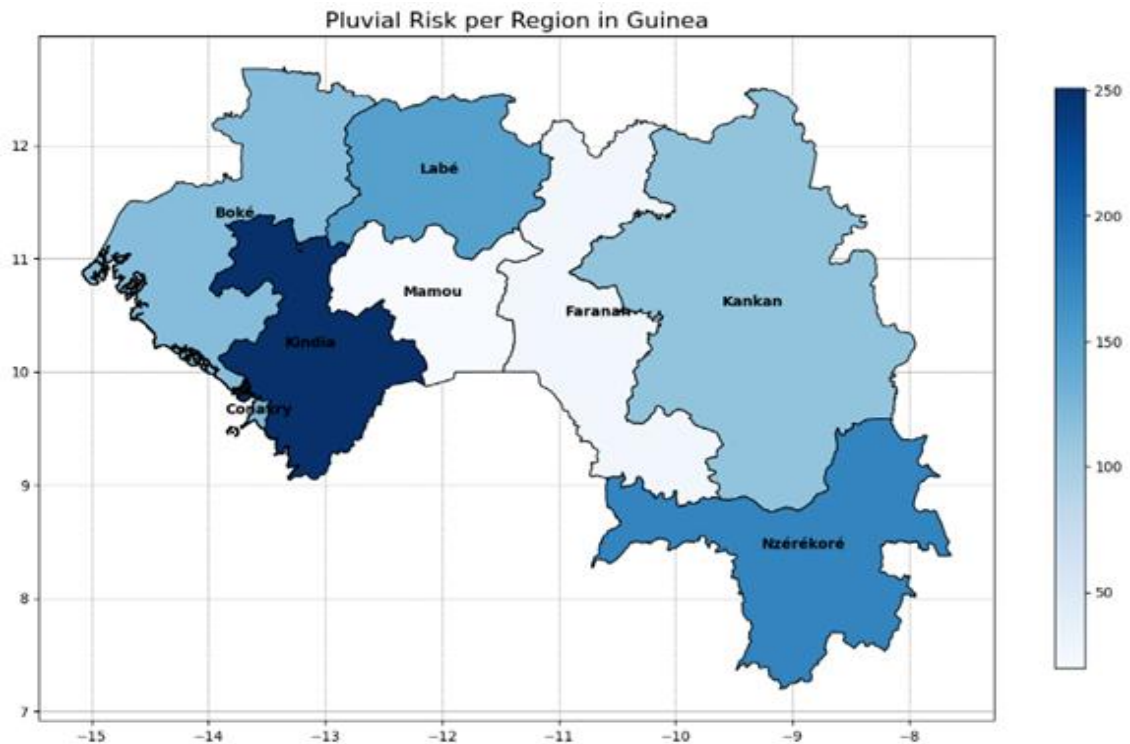 Pluvial Risk per Region in Guinea
250
12
Labé
Boké
200
11
Mamou
Kankan
Faranah
Kindia
150
10
Conakry
100
9
Nzérékoré
50
8
7
−15 −14 −13 −12 −11 −10 −9 −8